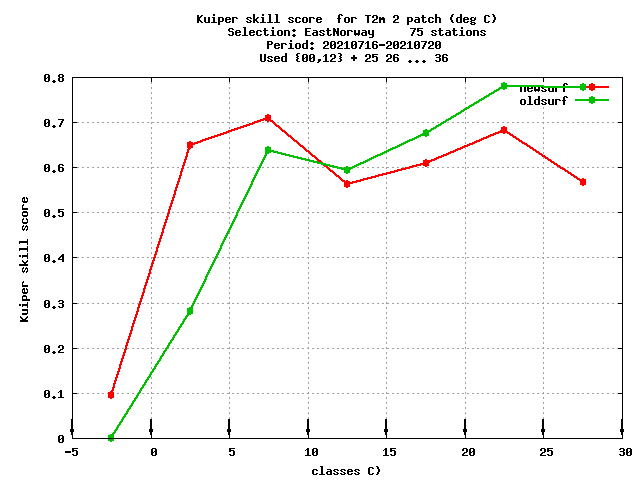 Kuiper skill score  for T2m 2 patch (deg C)
Selection: EastNorway     75 stations
Period: 20210716-20210720
Used {00,12} + 25 26 ... 36
0.8
0.7
0.6
0.5
0.4
0.3
0.2
0.1
0
Kuiper skill score
newsurf
oldsurf
-5 0 5 10 15 20 25 30
classes C)